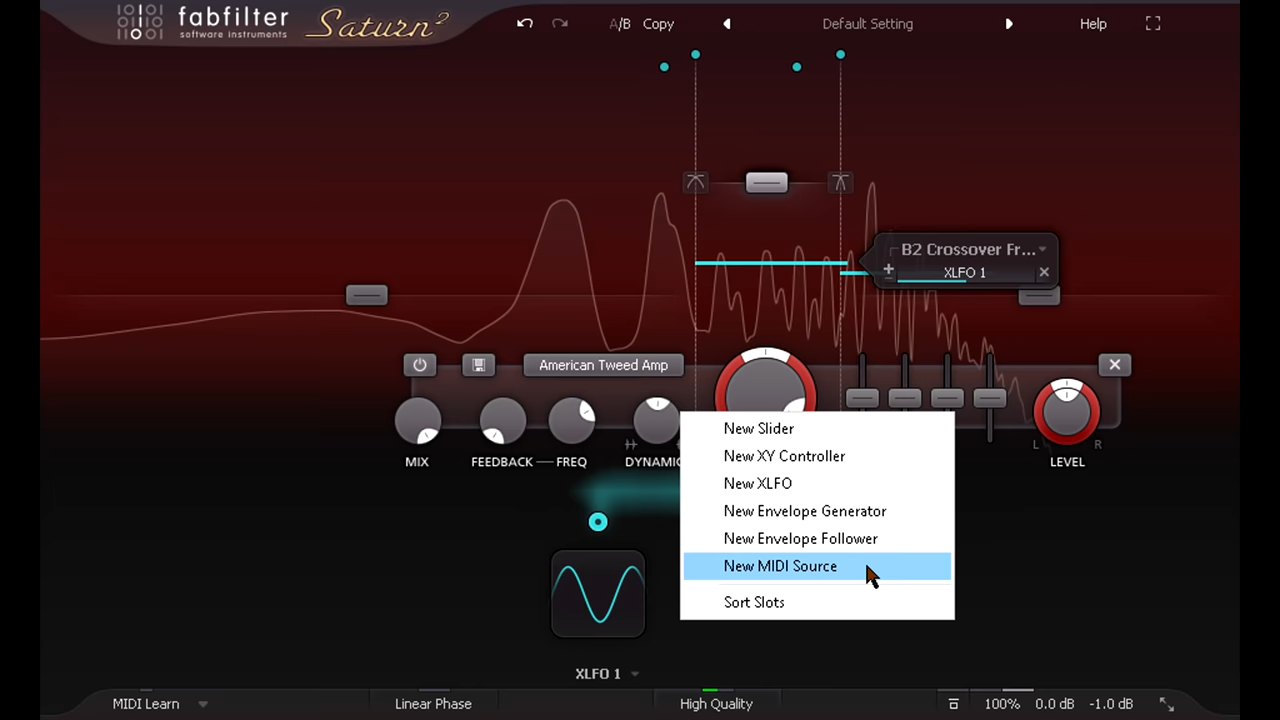 fabfilter
software instruments
Saturn 2
A/B Copy
Default Setting
Help
B2 Crossover Fr...
XLFO 1
American Tweed Amp
MIX
FEEDBACK
FREQ
L R
LEVEL
New Slider
New XY Controller
New XLFO
New Envelope Generator
New Envelope Follower
New MIDI Source
Sort Slots
XLFO 1
MIDI Learn
Linear Phase
High Quality
100%
0.0 dB
-1.0 dB